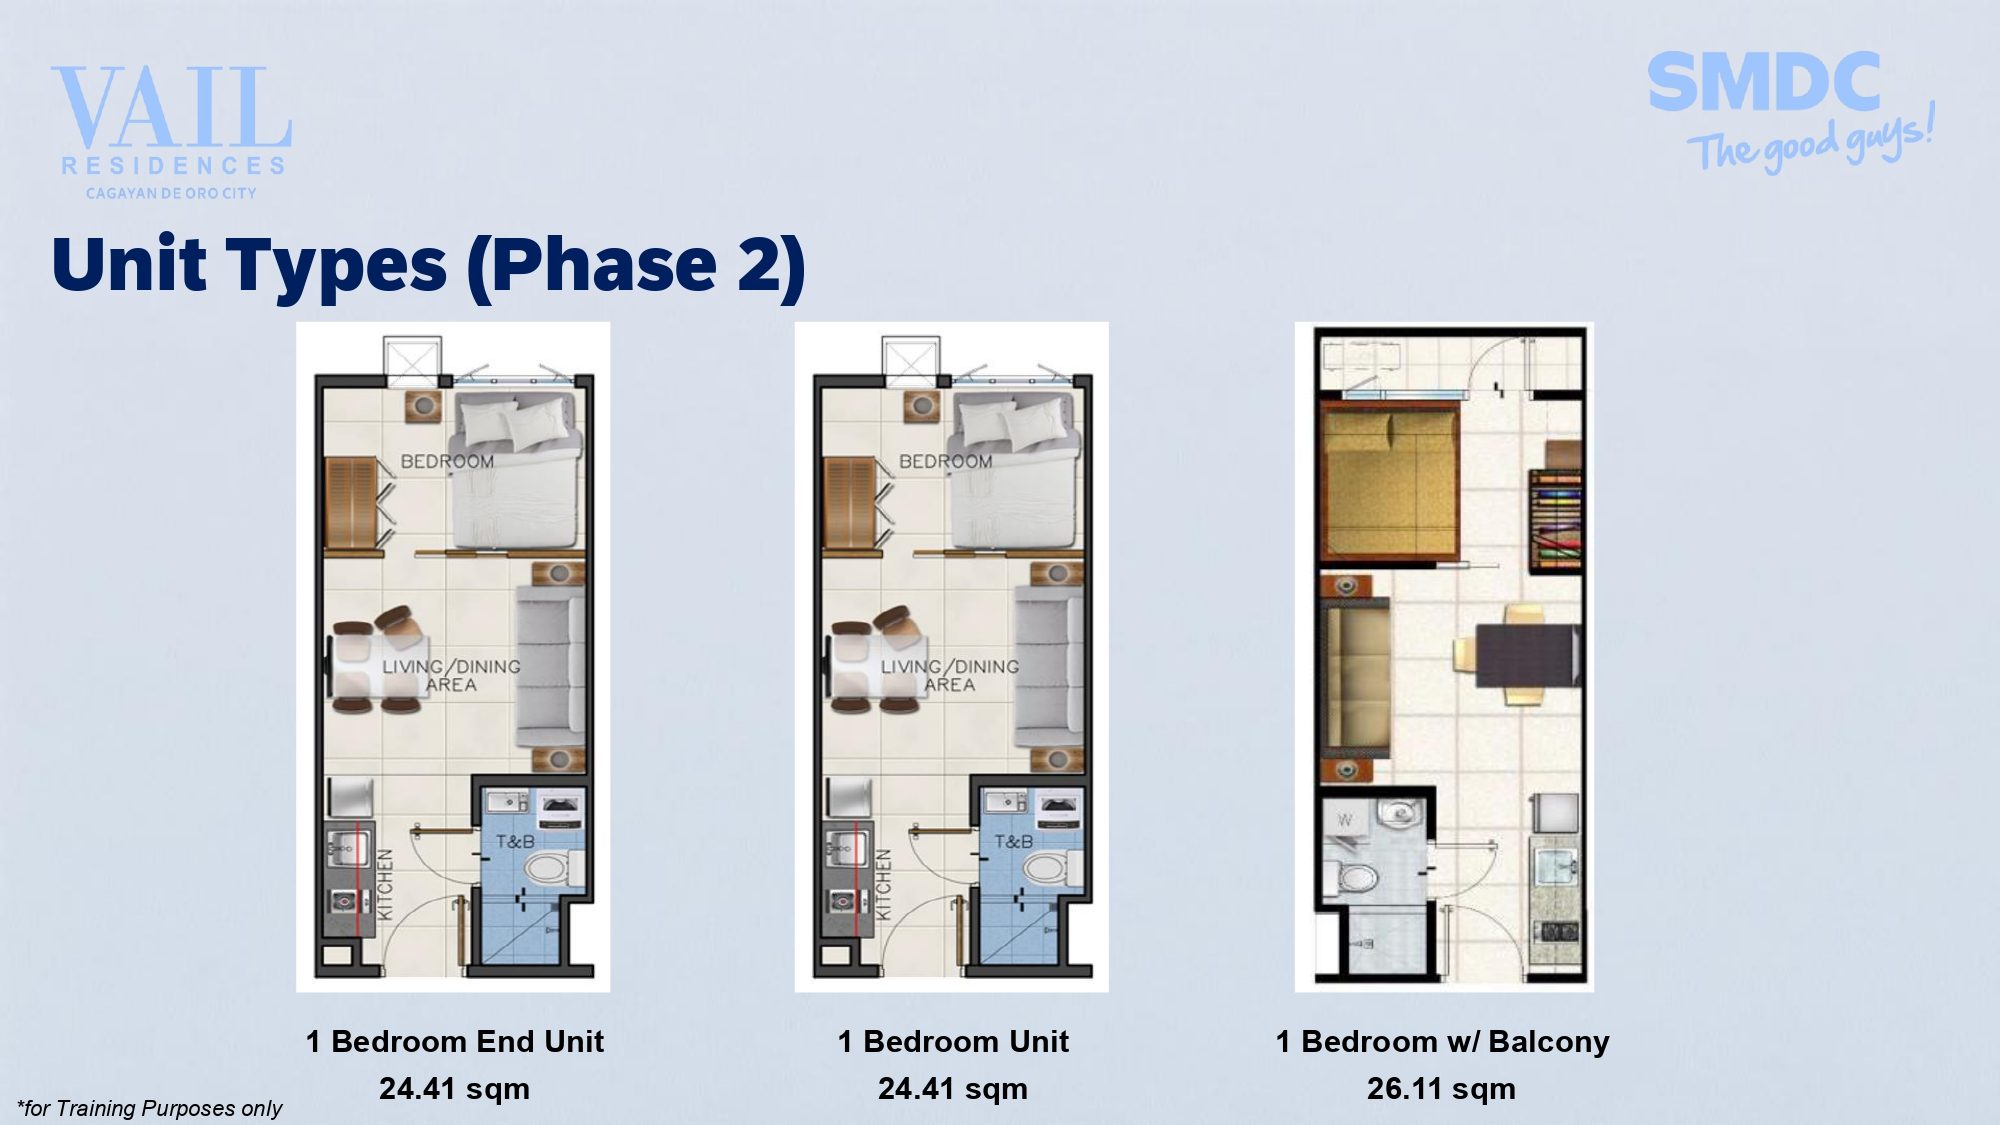 VAIL
RESIDENCES
CAGAYAN DE ORO CITY
SMDC
The good guys!
Unit Types (Phase 2)
BEDROOM
LIVING/DINING
AREA
KITCHEN
T&B
BEDROOM
LIVING/DINING
AREA
KITCHEN
T&B
W
1 Bedroom End Unit
24.41 sqm
1 Bedroom Unit
24.41 sqm
1 Bedroom w/ Balcony
26.11 sqm
*for Training Purposes only